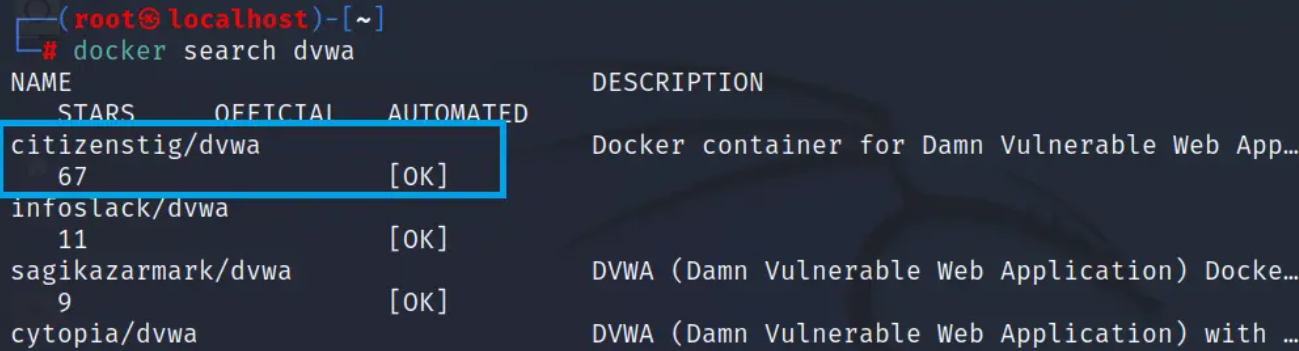 ┌──(root㉿localhost)-[~]
└─# docker search dvwa
NAME                                     DESCRIPTION
   STARS     OFFICIAL   AUTOMATED
citizenstig/dvwa                         Docker container for Damn Vulnerable Web App…
   67                   [OK]
infoslack/dvwa
   11                   [OK]
sagikazarmark/dvwa                       DVWA (Damn Vulnerable Web Application) Docke…
   9                    [OK]
cytopia/dvwa                             DVWA (Damn Vulnerable Web Application) with …